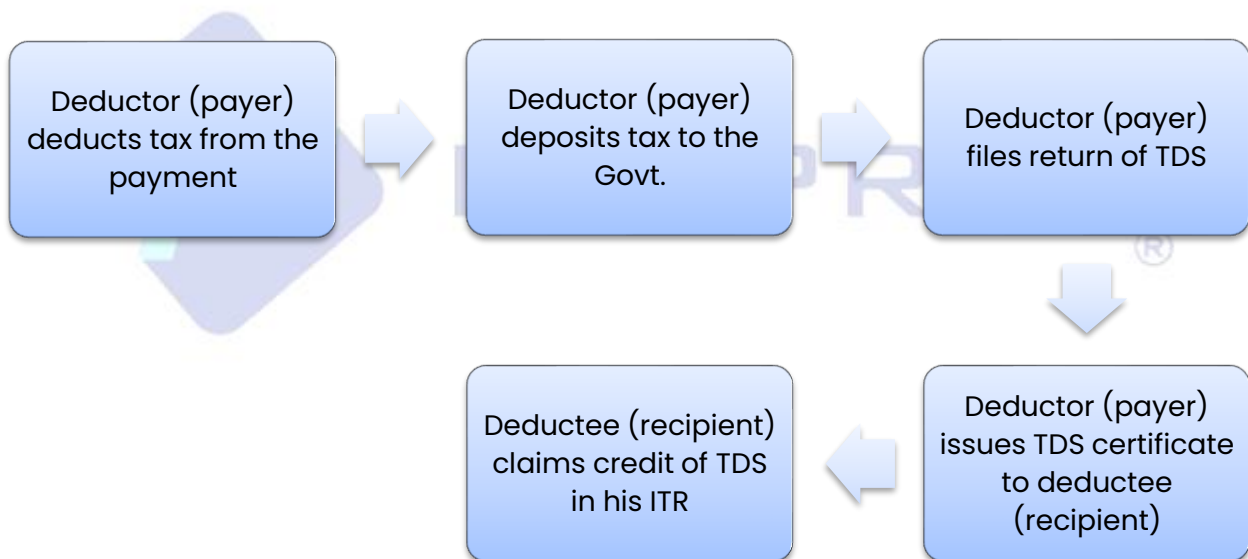 Deductor (payer)
deducts tax from the
payment
Deductor (payer)
deposits tax to the
Govt.
Deductor (payer)
files return of TDS
®
Deductor (payer)
issues TDS certificate
to deductee
(recipient)
Deductee (recipient)
claims credit of TDS
in his ITR